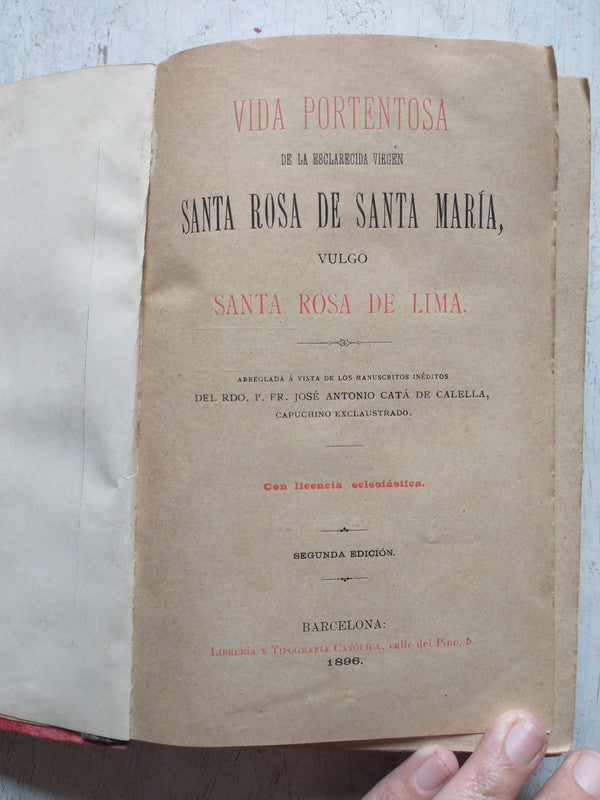 VIDA PORTENTOSA
DE LA ESCLARECIDA VIRGEN
SANTA ROSA DE SANTA MARÍA,
VULGO
SANTA ROSA DE LIMA.
ARREGLADA Á VISTA DE LOS MANUSCRITOS INÉDITOS
DEL RDO. P. FR. JOSÉ ANTONIO CATÁ DE CALELLA,
CAPUCHINO EXCLAUSTRADO.
Con licencia eclesiástica.
SEGUNDA EDICIÓN.
BARCELONA:
LIBRERÍA Y TIPOGRAFÍA CATÓLICA, calle del Pino, 5.
1896.